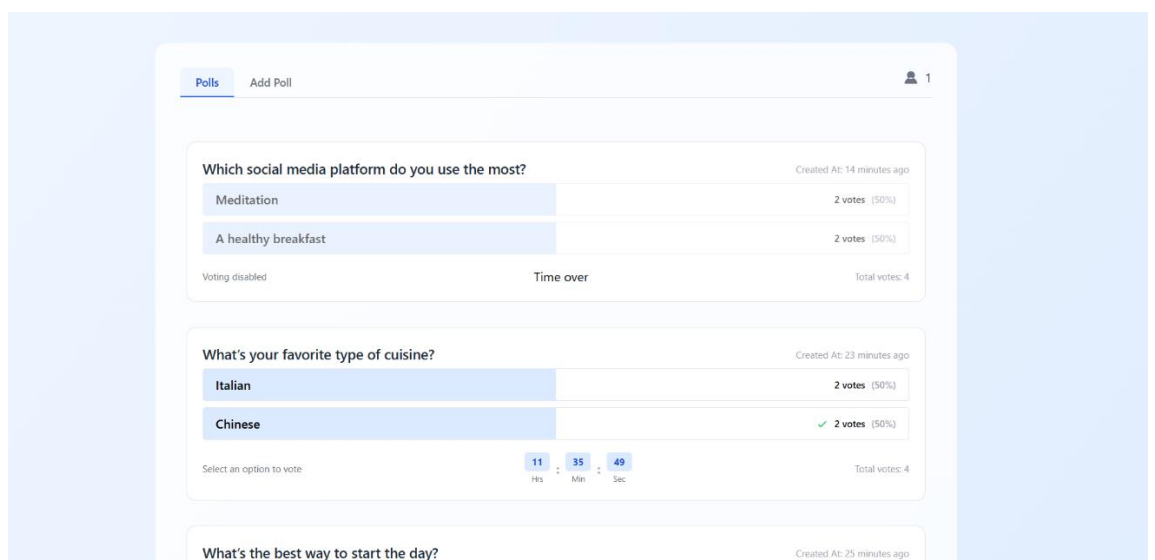 Polls Add Poll 1
Which social media platform do you use the most? Created At: 14 minutes ago
Meditation 2 votes (50%)
A healthy breakfast 2 votes (50%)
Voting disabled Time over Total votes: 4
What's your favorite type of cuisine? Created At: 23 minutes ago
Italian 2 votes (50%)
Chinese 2 votes (50%)
Select an option to vote 11 : 35 : 49 Total votes: 4
Hrs Min Sec
What's the best way to start the day? Created At: 25 minutes ago